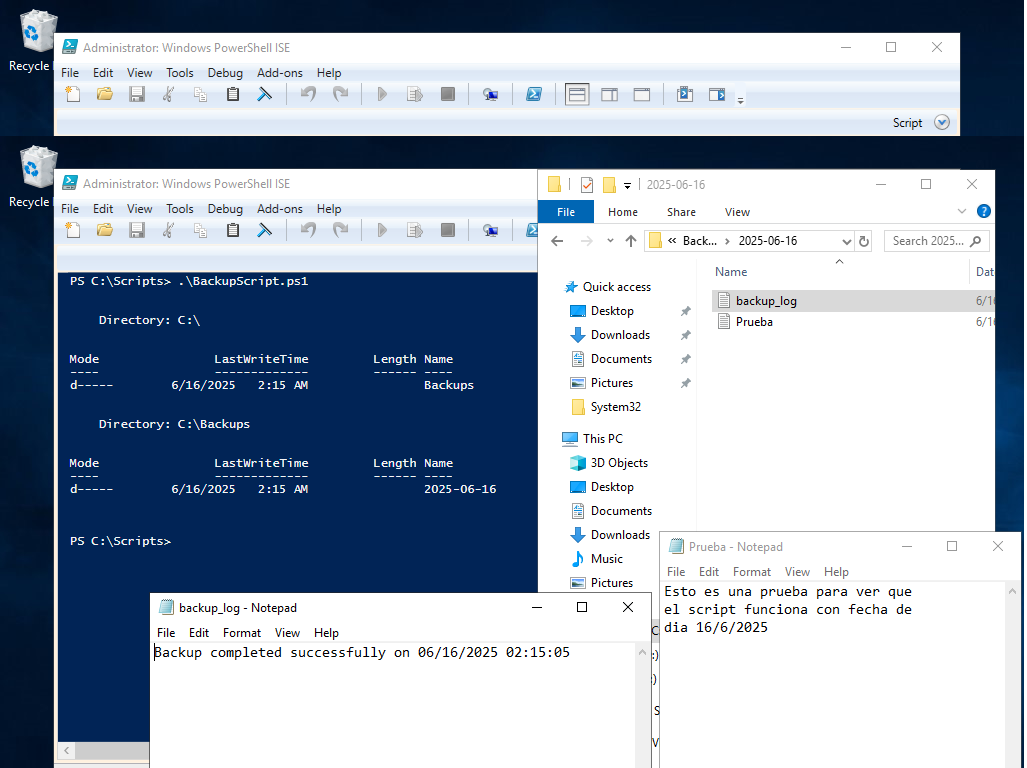 Recycle
Administrator: Windows PowerShell ISE
File Edit View Tools Debug Add-ons Help
Script
Recycle
Administrator: Windows PowerShell ISE
File Edit View Tools Debug Add-ons Help
PS C:\Scripts> .\BackupScript.ps1
Directory: C:\
Mode LastWriteTime Length Name
---- ------------- ------ ----
d----- 6/16/2025 2:15 AM Backups
Directory: C:\Backups
Mode LastWriteTime Length Name
---- ------------- ------ ----
d----- 6/16/2025 2:15 AM 2025-06-16
PS C:\Scripts>
2025-06-16
File Home Share View
« Back... › 2025-06-16
Search 2025...
Quick access
Desktop
Downloads
Documents
Pictures
System32
This PC
3D Objects
Desktop
Documents
Downloads
Music
Pictures
Name Dat
backup_log 6/16
Prueba 6/16
Prueba - Notepad
File Edit Format View Help
Esto es una prueba para ver que
el script funciona con fecha de
dia 16/6/2025
backup_log - Notepad
File Edit Format View Help
Backup completed successfully on 06/16/2025 02:15:05